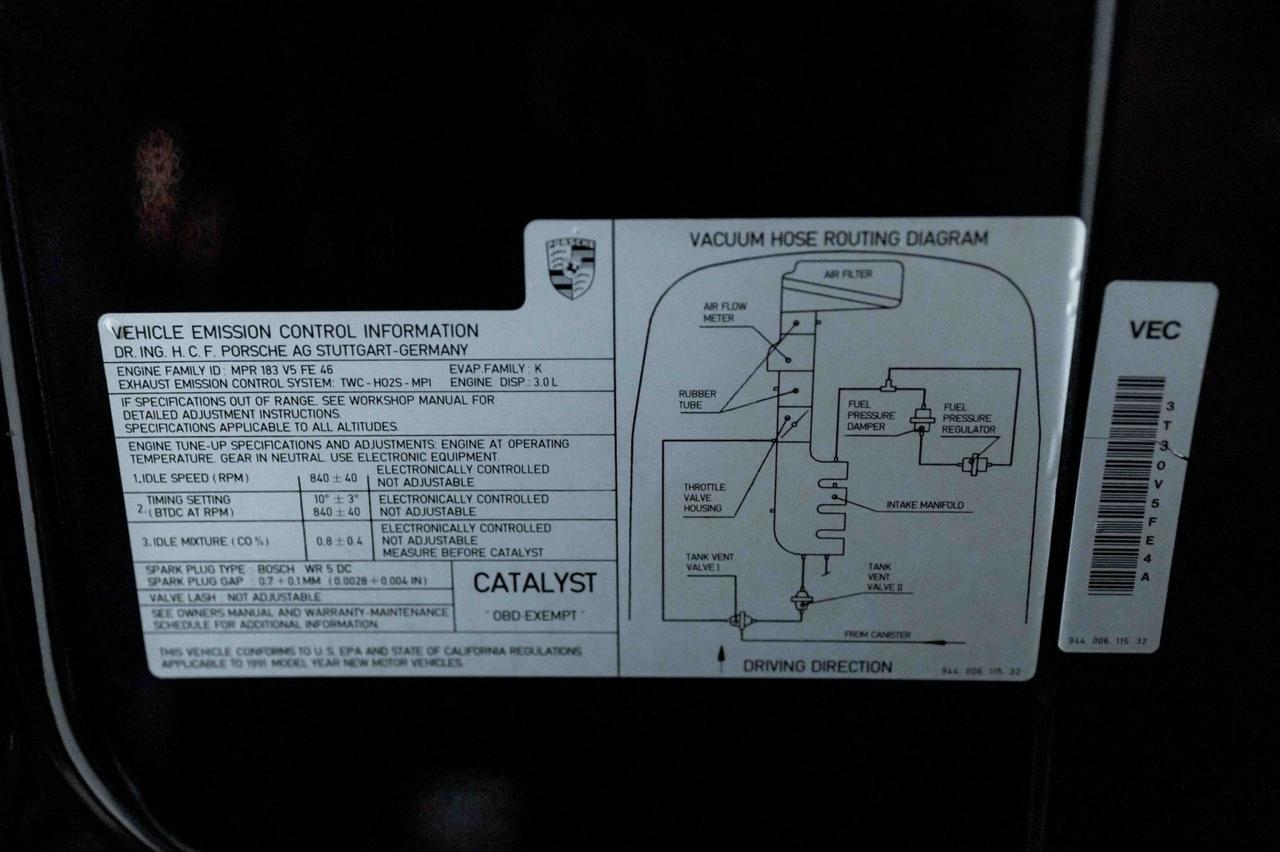 PORSCHE
VEHICLE EMISSION CONTROL INFORMATION
DR. ING. H. C. F. PORSCHE AG STUTTGART-GERMANY
ENGINE FAMILY ID: MPR 183 V5 FE 46 EVAP. FAMILY: K
EXHAUST EMISSION CONTROL SYSTEM: TWC-HO2S-MPI ENGINE DISP.: 3.0 L
IF SPECIFICATIONS OUT OF RANGE, SEE WORKSHOP MANUAL FOR
DETAILED ADJUSTMENT INSTRUCTIONS.
SPECIFICATIONS APPLICABLE TO ALL ALTITUDES.
ENGINE TUNE-UP SPECIFICATIONS AND ADJUSTMENTS: ENGINE AT OPERATING
TEMPERATURE. GEAR IN NEUTRAL. USE ELECTRONIC EQUIPMENT.
1. IDLE SPEED (RPM) 840 ± 40 ELECTRONICALLY CONTROLLED
NOT ADJUSTABLE
2. TIMING SETTING 10° ± 3° ELECTRONICALLY CONTROLLED
(BTDC AT RPM) 840 ± 40 NOT ADJUSTABLE
3. IDLE MIXTURE (CO %) 0.8 ± 0.4 ELECTRONICALLY CONTROLLED
NOT ADJUSTABLE
MEASURE BEFORE CATALYST
SPARK PLUG TYPE: BOSCH WR 5 DC
SPARK PLUG GAP: 0.7 + 0.1 MM (0.0028 + 0.004 IN)
VALVE LASH: NOT ADJUSTABLE
SEE OWNERS MANUAL AND WARRANTY-MAINTENANCE
SCHEDULE FOR ADDITIONAL INFORMATION.
CATALYST
"OBD-EXEMPT"
THIS VEHICLE CONFORMS TO U.S. EPA AND STATE OF CALIFORNIA REGULATIONS
APPLICABLE TO 1991 MODEL YEAR NEW MOTOR VEHICLES.
VACUUM HOSE ROUTING DIAGRAM
AIR FILTER
AIR FLOW
METER
RUBBER
TUBE
FUEL
PRESSURE
DAMPER
FUEL
PRESSURE
REGULATOR
THROTTLE
VALVE
HOUSING
INTAKE MANIFOLD
TANK VENT
VALVE I
TANK
VENT
VALVE II
FROM CANISTER
DRIVING DIRECTION
944. 006. 115. 32
VEC
3T30V5FE4A
944. 006. 115. 32